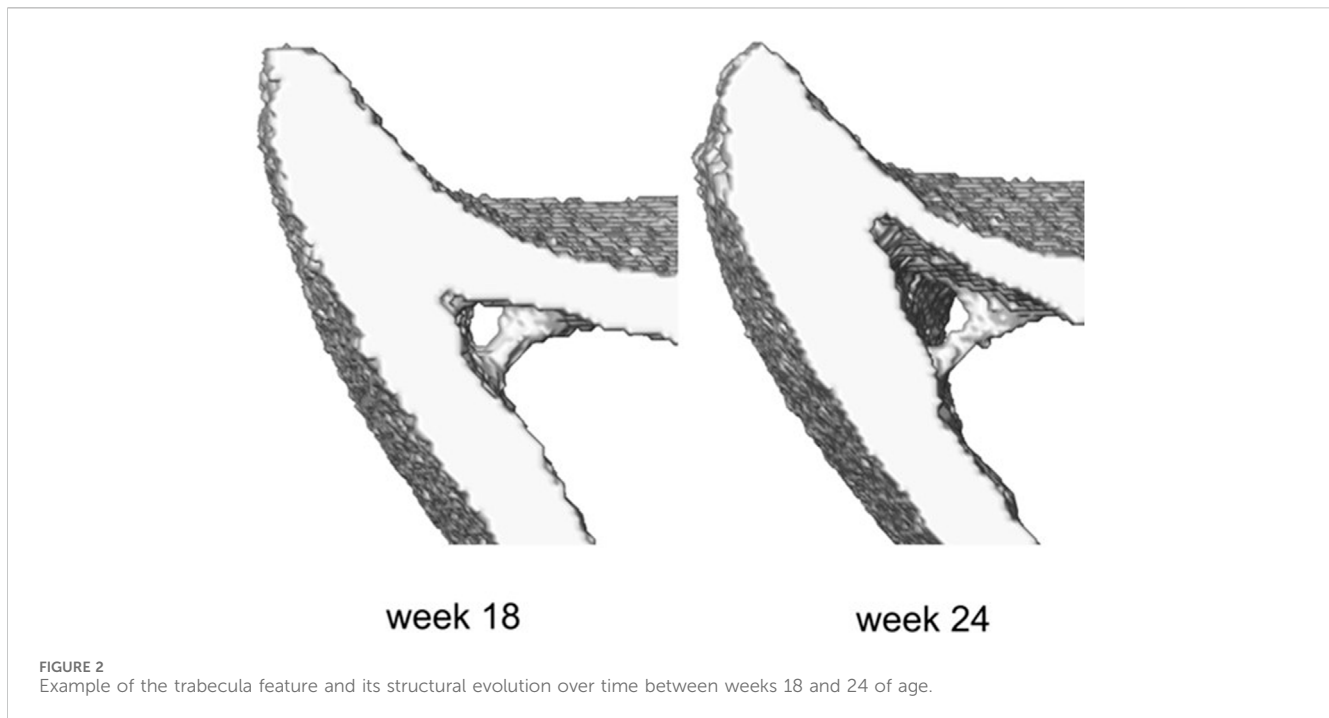 week 18
week 24
FIGURE 2
Example of the trabecula feature and its structural evolution over time between weeks 18 and 24 of age.